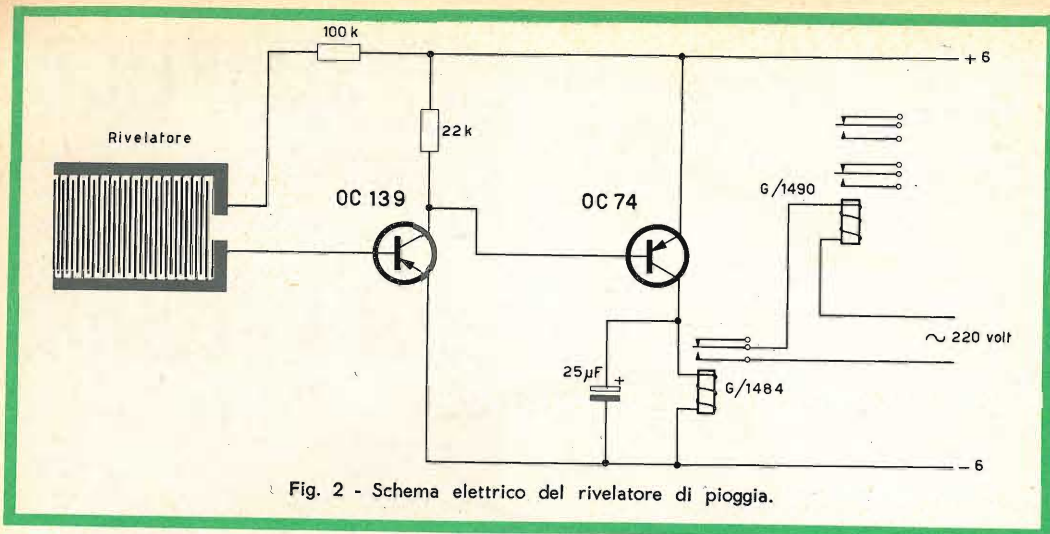 100 k
+ 6
22 k
Rivelatore
OC 139
OC 74
G/1490
~ 220 volt
25µF
+
G/1484
- 6
Fig. 2 - Schema elettrico del rivelatore di pioggia.